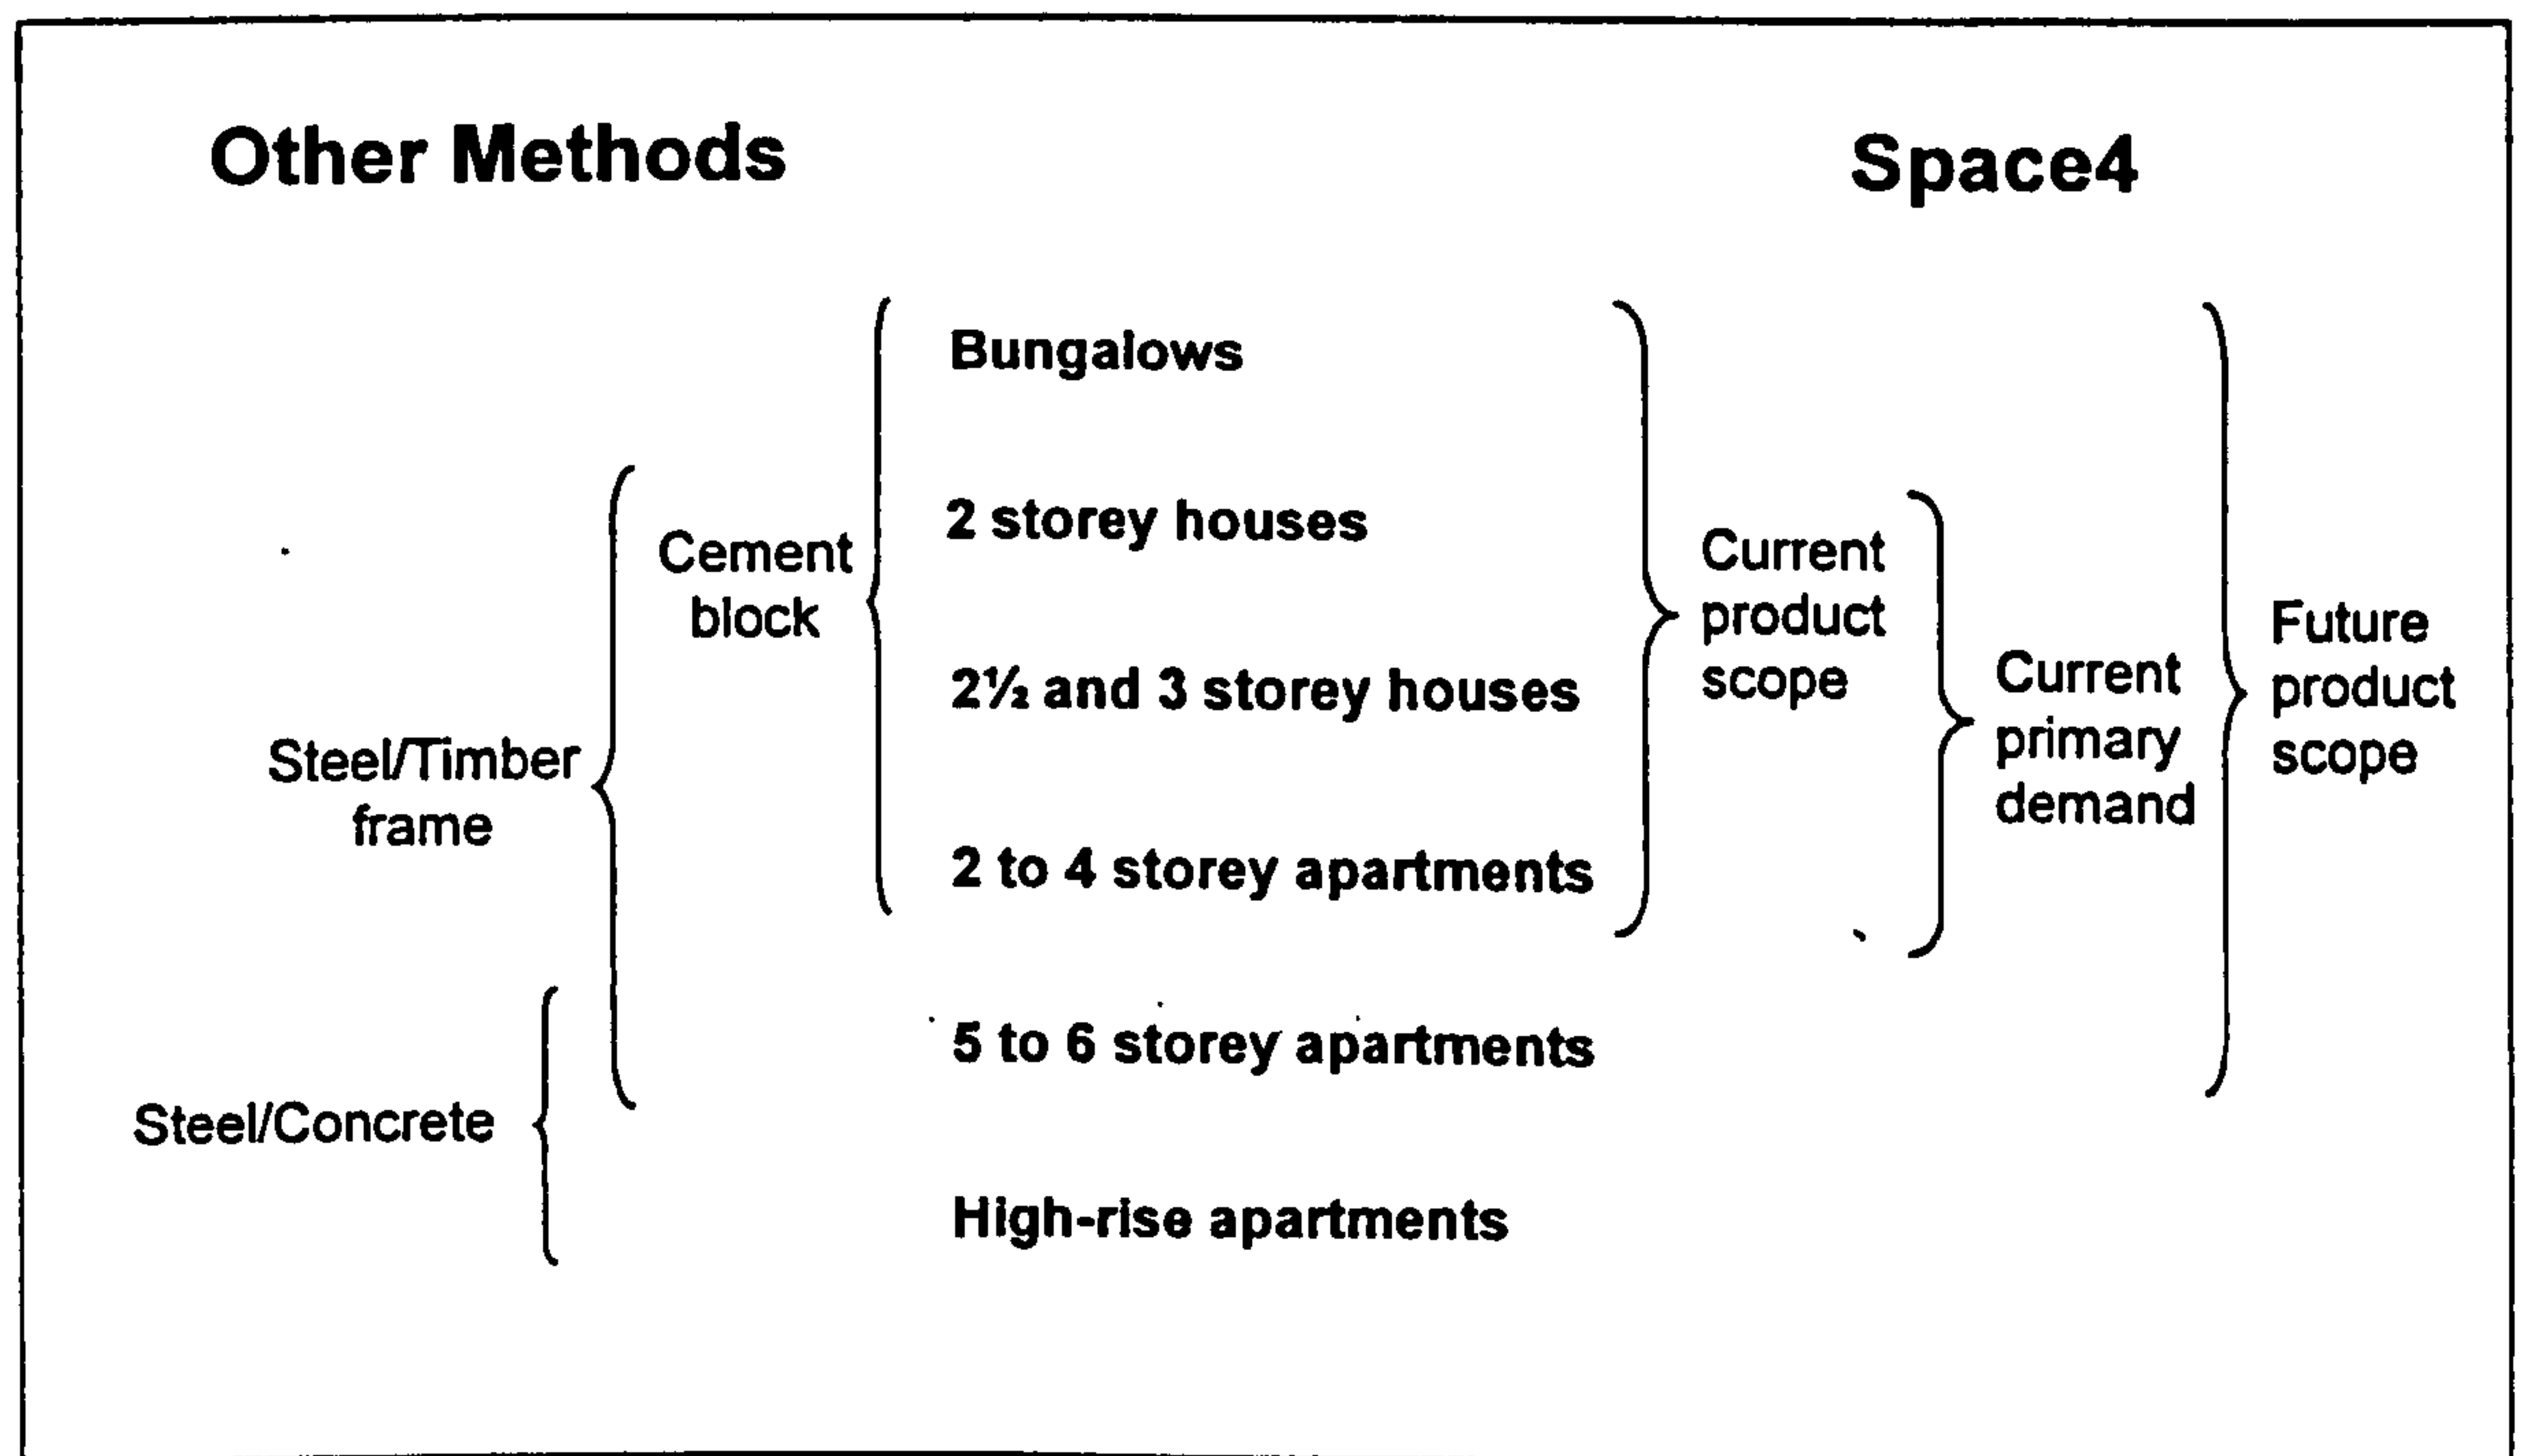 Other Methods
Space4
Bungalows
2 storey houses
Cement
block
Current
product
scope
Future
product
scope
2½ and 3 storey houses
Current
primary
demand
Steel/Timber
frame
2 to 4 storey apartments
5 to 6 storey apartments
Steel/Concrete
High-rise apartments